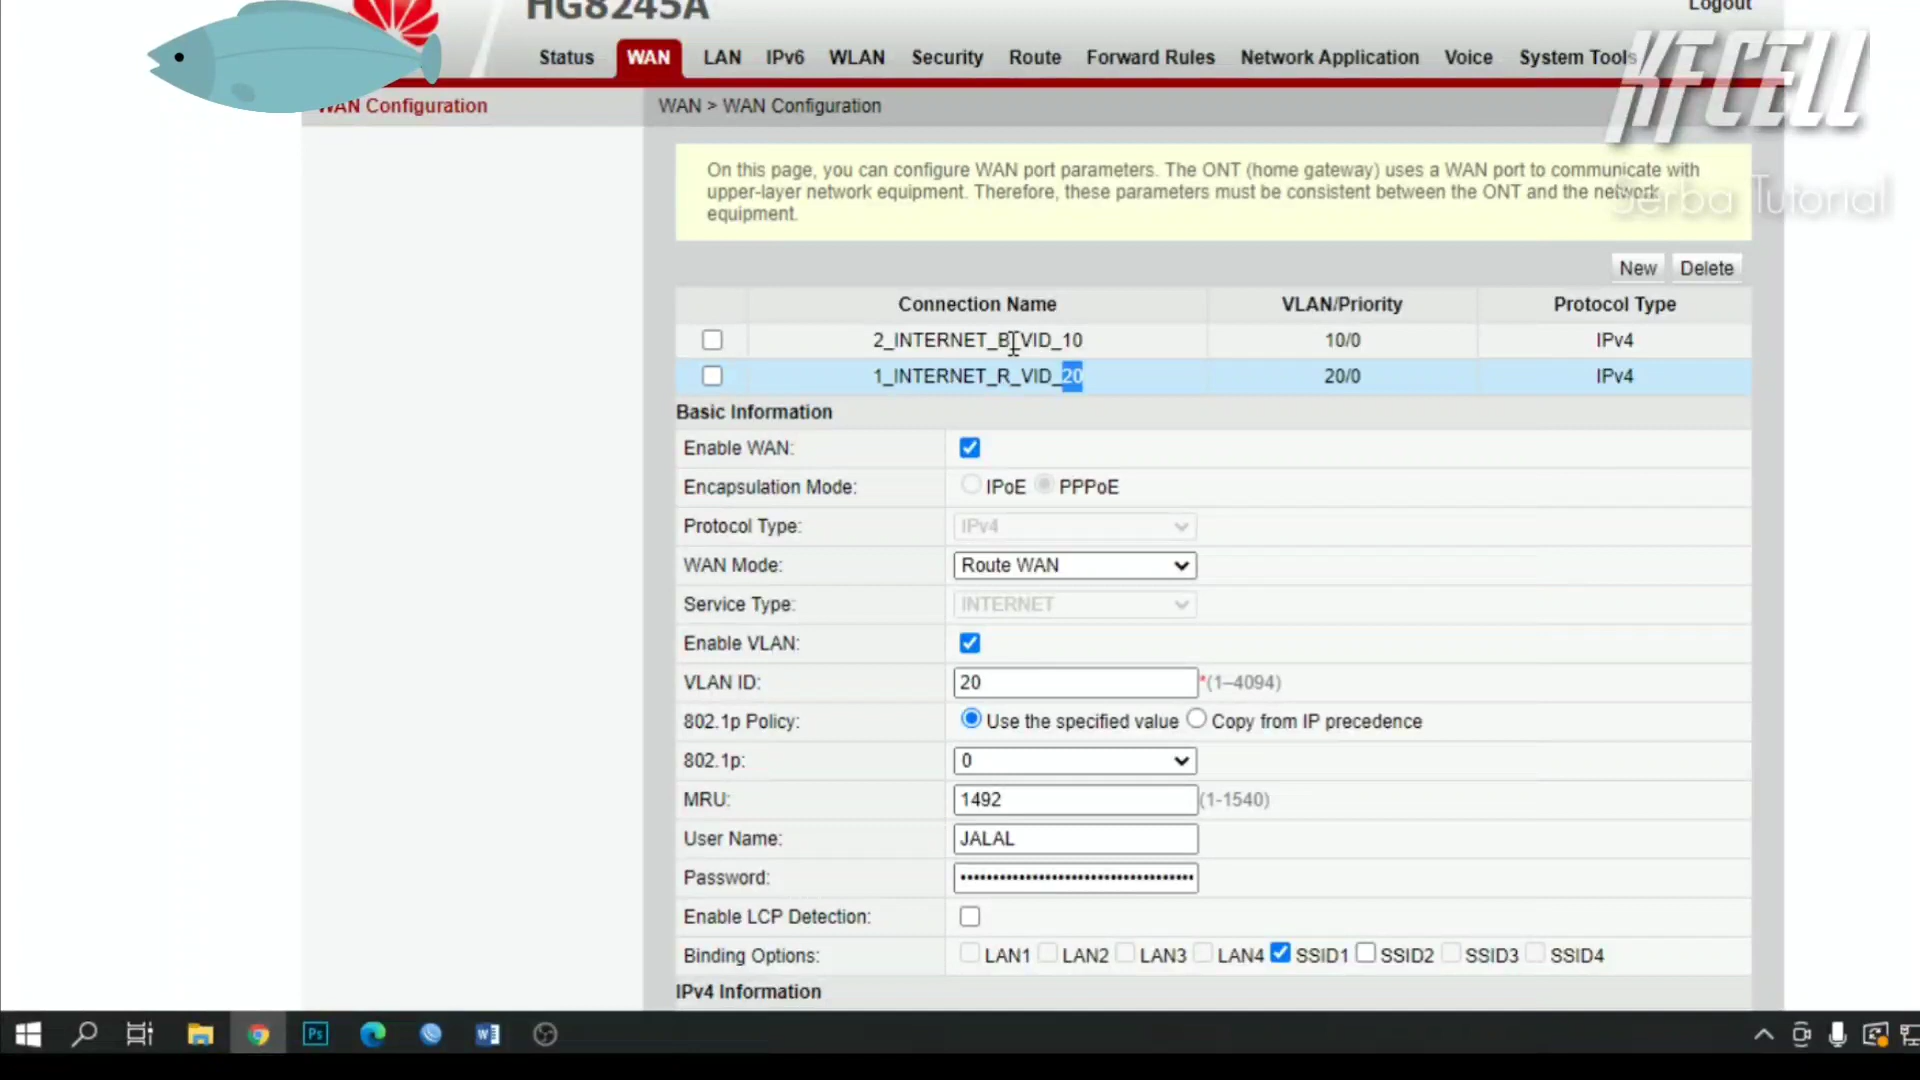 HG8245A
Logout
Status WAN LAN IPv6 WLAN Security Route Forward Rules Network Application Voice System Tools
KFCELL
WAN Configuration
WAN > WAN Configuration
On this page, you can configure WAN port parameters. The ONT (home gateway) uses a WAN port to communicate with
upper-layer network equipment. Therefore, these parameters must be consistent between the ONT and the network
equipment.
Serba Tutorial
New Delete
Connection Name VLAN/Priority Protocol Type
2_INTERNET_B_VID_10 10/0 IPv4
1_INTERNET_R_VID_20 20/0 IPv4
Basic Information
Enable WAN:
Encapsulation Mode: IPoE PPPoE
Protocol Type: IPv4
WAN Mode: Route WAN
Service Type: INTERNET
Enable VLAN:
VLAN ID: 20 *(1–4094)
802.1p Policy: Use the specified value Copy from IP precedence
802.1p: 0
MRU: 1492 (1-1540)
User Name: JALAL
Password: ••••••••••••••••••••••••••••••••
Enable LCP Detection:
Binding Options: LAN1 LAN2 LAN3 LAN4 SSID1 SSID2 SSID3 SSID4
IPv4 Information
Ps
W